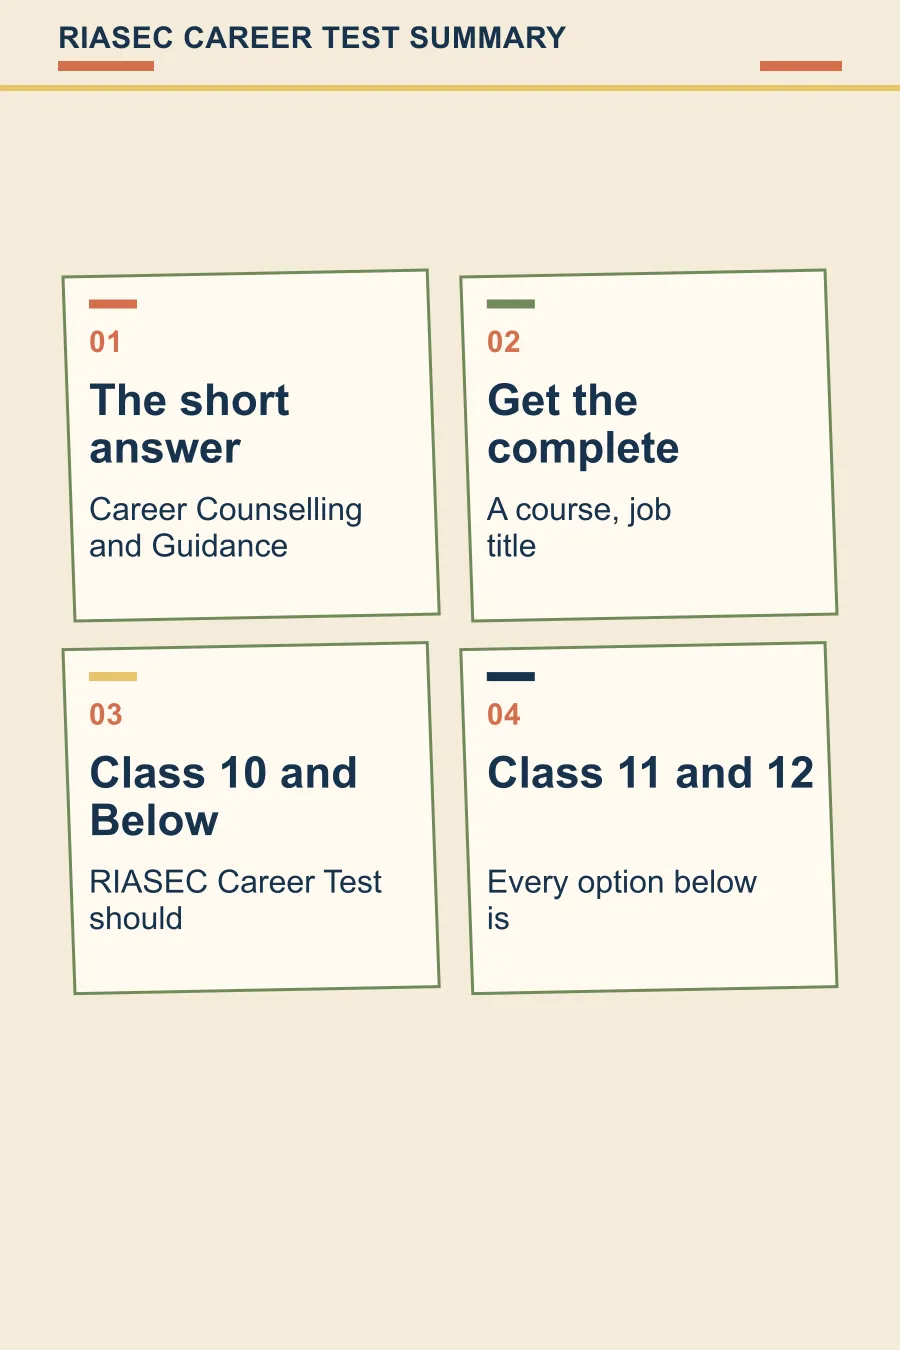 RIASEC CAREER TEST SUMMARY
01
The short
answer
Career Counselling
and Guidance
02
Get the
complete
A course, job
title
03
Class 10 and
Below
RIASEC Career Test
should
04
Class 11 and 12
Every option below
is